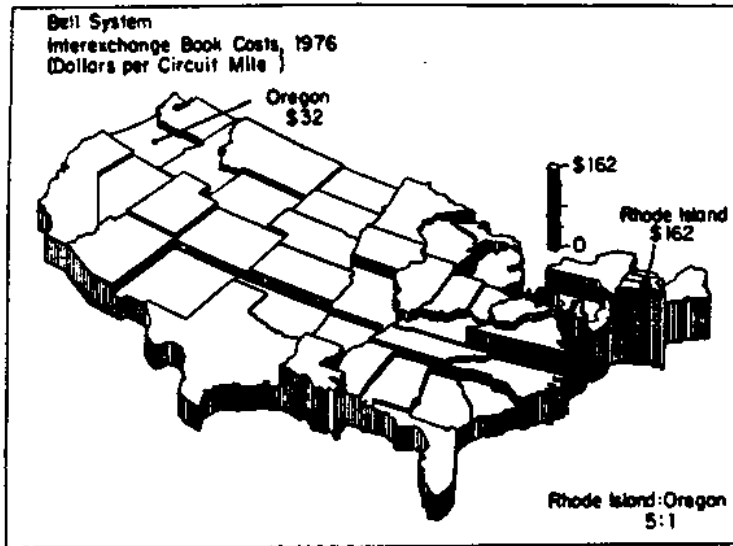 Bell System
Interexchange Book Costs, 1976
(Dollars per Circuit Mile )
Oregon
$32
$162
0
Rhode Island
$162
Rhode Island:Oregon
5:1